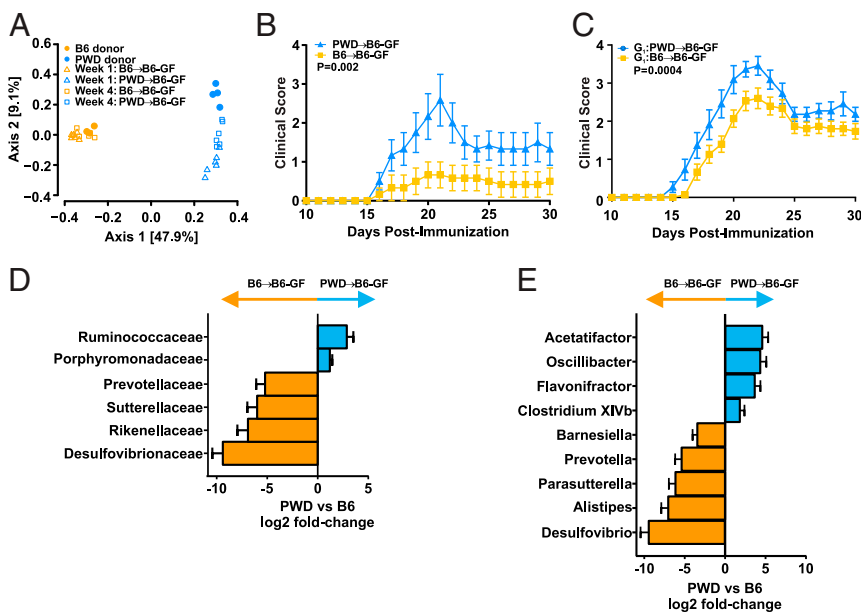 A
0.6
0.4
0.2
0.0
−0.2
−0.4
Axis 2 [9.1%]
B6 donor
PWD donor
Week 1: B6→B6-GF
Week 1: PWD→B6-GF
Week 4: B6→B6-GF
Week 4: PWD→B6-GF
−0.4
−0.2
0.0
0.2
0.4
Axis 1 [47.9%]
B
4
3
2
1
0
Clinical Score
PWD→B6-GF
B6→B6-GF
P=0.002
10
15
20
25
30
Days Post-Immunization
C
4
3
2
1
0
Clinical Score
G₁:PWD→B6-GF
G₁:B6→B6-GF
P=0.0004
10
15
20
25
30
Days Post-Immunization
D
B6→B6-GF
PWD→B6-GF
Ruminococcaceae
Porphyromonadaceae
Prevotellaceae
Sutterellaceae
Rikenellaceae
Desulfovibrionaceae
-10
-5
0
5
PWD vs B6
log2 fold-change
E
B6→B6-GF
PWD→B6-GF
Acetatifactor
Oscillibacter
Flavonifractor
Clostridium XIVb
Barnesiella
Prevotella
Parasutterella
Alistipes
Desulfovibrio
-10
-5
0
5
10
PWD vs B6
log2 fold-change